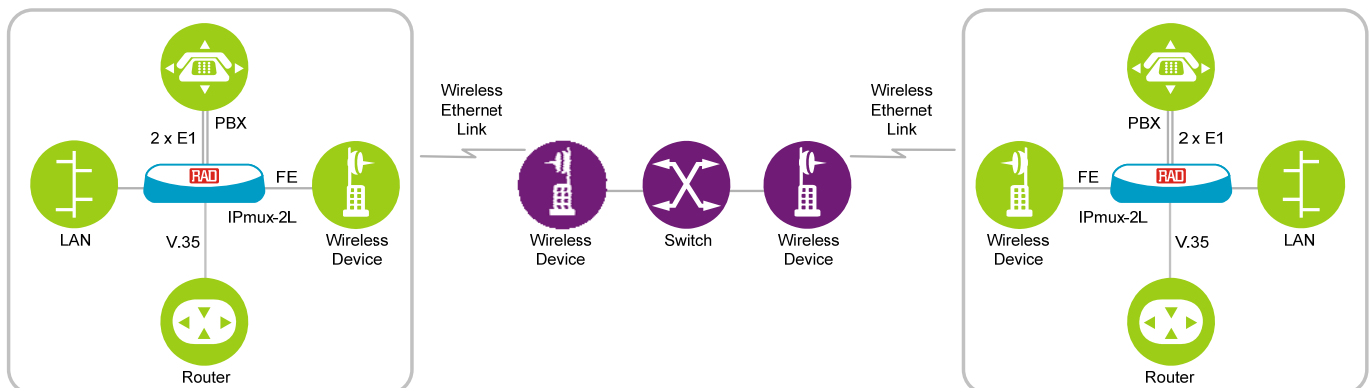 PBX
2 x E1
RAD
FE
IPmux-2L
LAN
V.35
Wireless
Device
Router
Wireless
Ethernet
Link
Wireless
Device
Switch
Wireless
Device
Wireless
Ethernet
Link
PBX
2 x E1
FE
RAD
IPmux-2L
Wireless
Device
V.35
LAN
Router